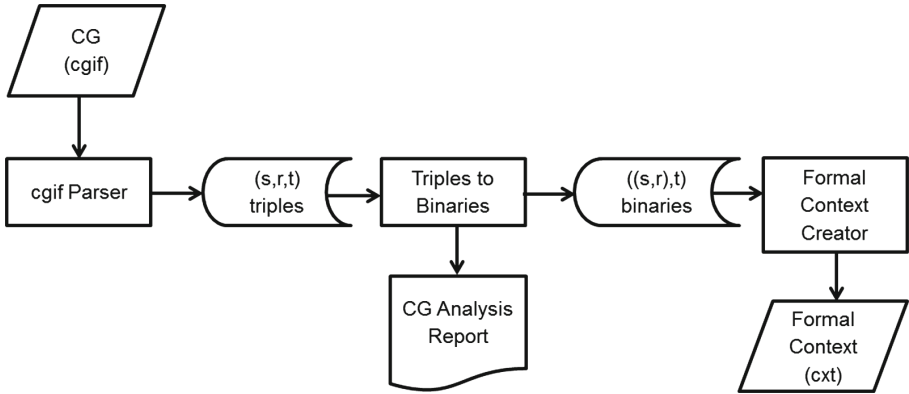 CG
(cgif)
cgif Parser
(s,r,t)
triples
Triples to
Binaries
((s,r),t)
binaries
Formal
Context
Creator
CG Analysis
Report
Formal
Context
(cxt)